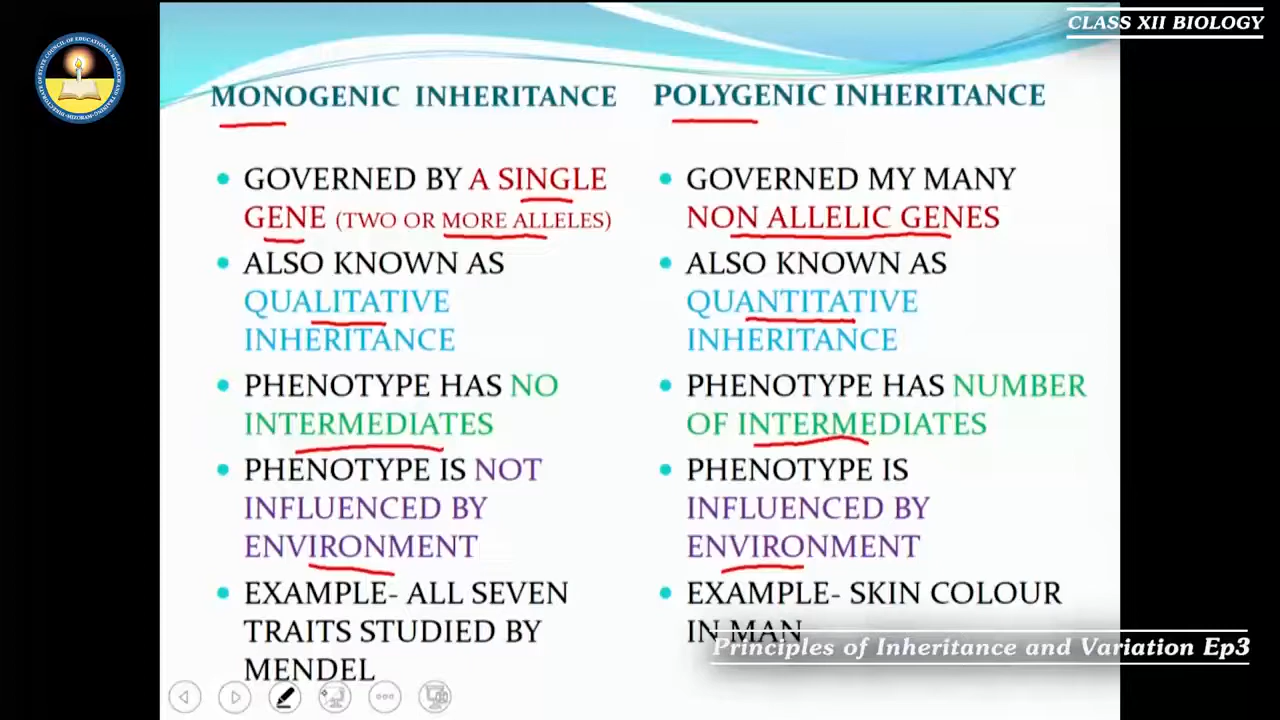 CLASS XII BIOLOGY
MONOGENIC INHERITANCE
GOVERNED BY A SINGLE
GENE (TWO OR MORE ALLELES)
ALSO KNOWN AS
QUALITATIVE
INHERITANCE
PHENOTYPE HAS NO
INTERMEDIATES
PHENOTYPE IS NOT
INFLUENCED BY
ENVIRONMENT
EXAMPLE- ALL SEVEN
TRAITS STUDIED BY
MENDEL
POLYGENIC INHERITANCE
GOVERNED MY MANY
NON ALLELIC GENES
ALSO KNOWN AS
QUANTITATIVE
INHERITANCE
PHENOTYPE HAS NUMBER
OF INTERMEDIATES
PHENOTYPE IS
INFLUENCED BY
ENVIRONMENT
EXAMPLE- SKIN COLOUR
IN MAN
Principles of Inheritance and Variation Ep3